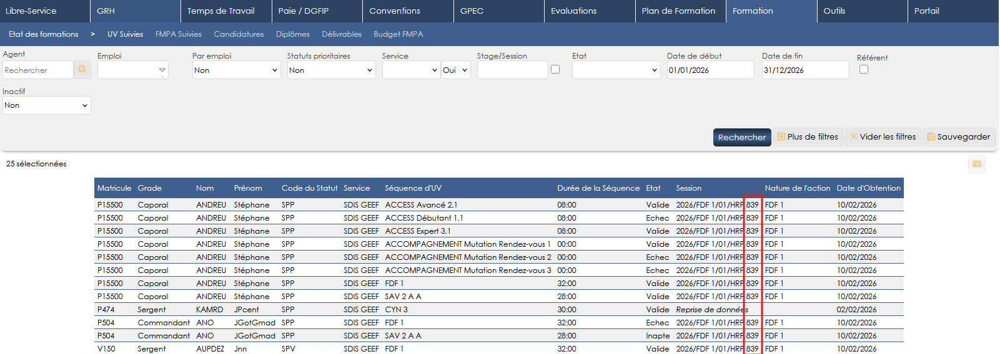 Libre-Service GRH Temps de Travail Paie / DGFIP Conventions GPEC Evaluations Plan de Formation Formation Outils Portail
Etat des formations > UV Suivies FMPA Suivies Candidatures Diplômes Délivrables Budget FMPA
Agent Emploi Par emploi Statuts prioritaires Service Stage/Session Etat Date de début Date de fin Référent
Rechercher Non Non Oui 01/01/2026 31/12/2026
Inactif
Non
Rechercher Plus de filtres Vider les filtres Sauvegarder
25 sélectionnées
Matricule Grade Nom Prénom Code du Statut Service Séquence d'UV Durée de la Séquence Etat Session Nature de l'action Date d'Obtention
P15500 Caporal ANDREU Stéphane SPP SDIS GEEF ACCESS Avancé 2.1 08:00 Valide 2026/FDF 1/01/HRF 839 FDF 1 10/02/2026
P15500 Caporal ANDREU Stéphane SPP SDIS GEEF ACCESS Débutant 1.1 08:00 Echec 2026/FDF 1/01/HRF 839 FDF 1 10/02/2026
P15500 Caporal ANDREU Stéphane SPP SDIS GEEF ACCESS Expert 3.1 08:00 Valide 2026/FDF 1/01/HRF 839 FDF 1 10/02/2026
P15500 Caporal ANDREU Stéphane SPP SDIS GEEF ACCOMPAGNEMENT Mutation Rendez-vous 1 00:00 Valide 2026/FDF 1/01/HRF 839 FDF 1 10/02/2026
P15500 Caporal ANDREU Stéphane SPP SDIS GEEF ACCOMPAGNEMENT Mutation Rendez-vous 2 00:00 Echec 2026/FDF 1/01/HRF 839 FDF 1 10/02/2026
P15500 Caporal ANDREU Stéphane SPP SDIS GEEF ACCOMPAGNEMENT Mutation Rendez-vous 3 00:00 Echec 2026/FDF 1/01/HRF 839 FDF 1 10/02/2026
P15500 Caporal ANDREU Stéphane SPP SDIS GEEF FDF 1 32:00 Valide 2026/FDF 1/01/HRF 839 FDF 1 10/02/2026
P15500 Caporal ANDREU Stéphane SPP SDIS GEEF SAV 2 A A 28:00 Valide 2026/FDF 1/01/HRF 839 FDF 1 10/02/2026
P474 Sergent KAMRD JPcent SPP SDIS GEEF CYN 3 30:00 Valide Reprise de données 02/02/2026
P504 Commandant ANO JGotGmad SPP SDIS GEEF FDF 1 32:00 Echec 2026/FDF 1/01/HRF 839 FDF 1 10/02/2026
P504 Commandant ANO JGotGmad SPP SDIS GEEF SAV 2 A A 28:00 Inapte 2026/FDF 1/01/HRF 839 FDF 1 10/02/2026
V150 Sergent AUPDEZ Jnn SPV SDIS GEEF FDF 1 32:00 Valide 2026/FDF 1/01/HRF 839 FDF 1 10/02/2026